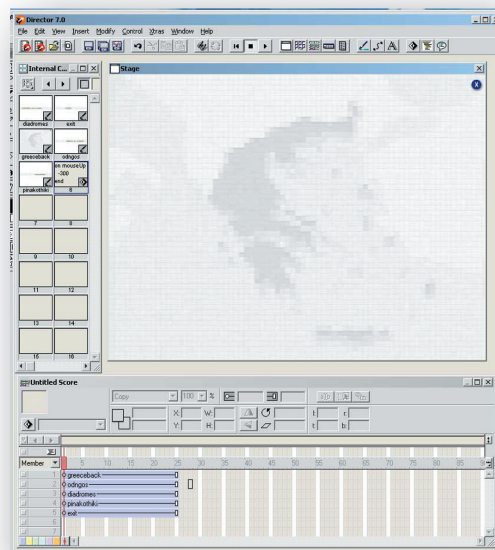 Director 7.0
File Edit View Insert Modify Control Xtras Window Help
Internal C...
Stage
diadromes exit
greeceback odngos
on mouseUp
-300
end
pinakothiki 6
7 8
9 10
11 12
13 14
15 16
Untitled Score
Copy 100 %
X: W: l: r:
Y: H: t: b:
Member 5 10 15 20 25 30 35 40 45 50 55 60 65 70 75 80 85
1 greeceback
2 odngos
3 diadromes
4 pinakothiki
5 exit
6
7